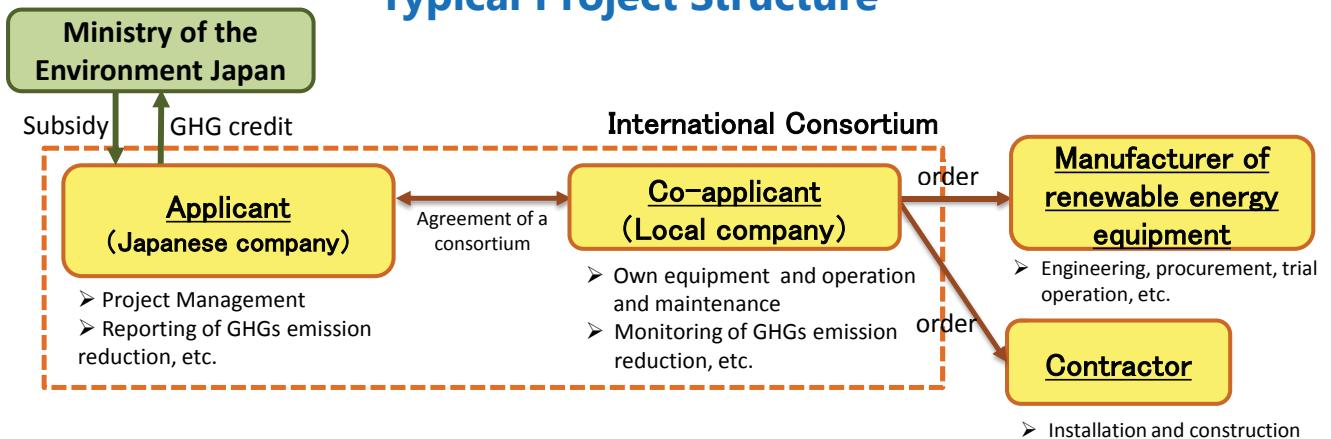 Typical Project Structure
Ministry of the
Environment Japan
Subsidy
GHG credit
International Consortium
Applicant
(Japanese company)
Agreement of a
consortium
Co-applicant
(Local company)
order
Manufacturer of
renewable energy
equipment
➢ Project Management
➢ Reporting of GHGs emission
reduction, etc.
➢ Own equipment and operation
and maintenance
➢ Monitoring of GHGs emission
reduction, etc.
➢ Engineering, procurement, trial
operation, etc.
order
Contractor
➢ Installation and construction